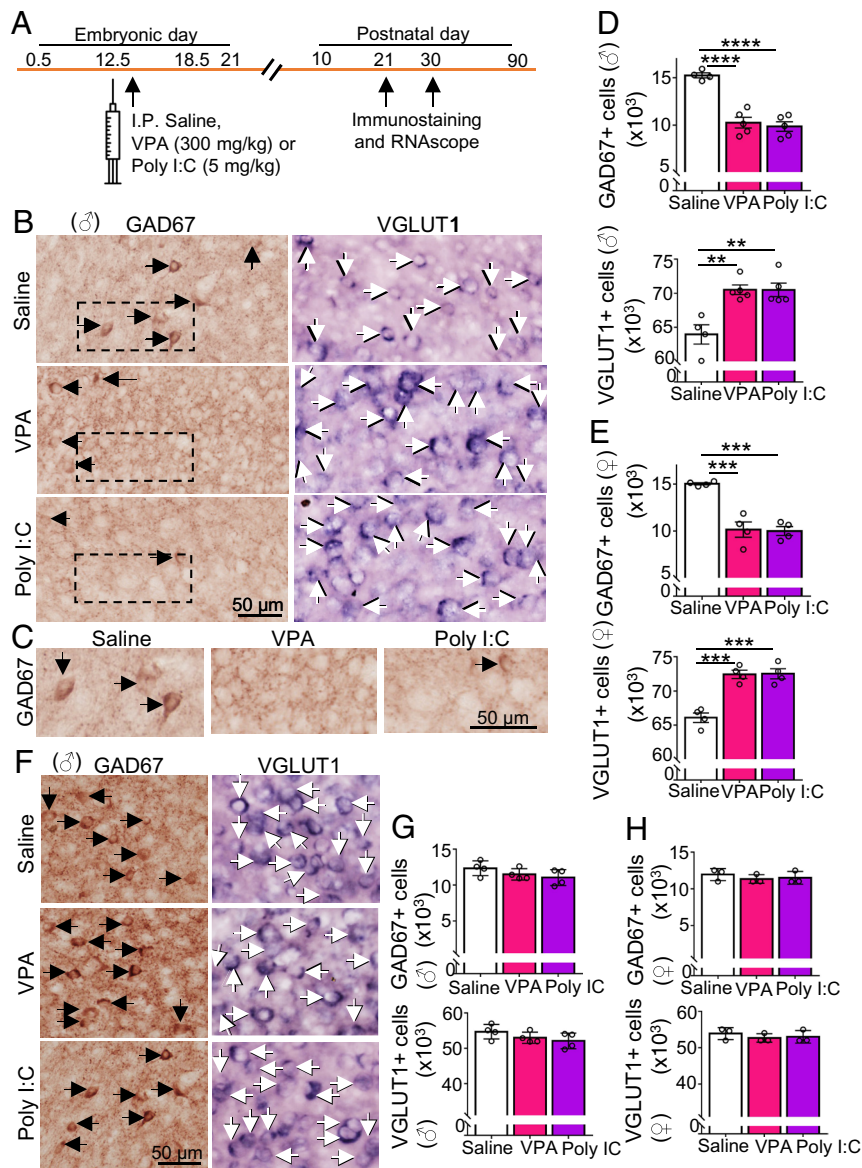 A
Embryonic day
Postnatal day
0.5 12.5 18.5 21 10 21 30 90
I.P. Saline,
VPA (300 mg/kg) or
Poly I:C (5 mg/kg)
Immunostaining
and RNAscope
B
(♂) GAD67 VGLUT1
Saline
VPA
Poly I:C
50 µm
C
Saline VPA Poly I:C
GAD67
50 µm
D
GAD67+ cells (♂)
(x10³)
15
10
5
0
****
****
Saline VPA Poly I:C
VGLUT1+ cells (♂)
(x10³)
75
70
65
60
0
**
**
Saline VPA Poly I:C
E
GAD67+ cells (♀)
(x10³)
15
10
5
0
***
***
Saline VPA Poly I:C
VGLUT1+ cells (♀)
(x10³)
75
70
65
60
0
***
***
Saline VPA Poly I:C
F
(♂) GAD67 VGLUT1
Saline
VPA
Poly I:C
50 µm
G
GAD67+ cells
(♂) (x10³)
15
10
5
0
Saline VPA Poly IC
VGLUT1+ cells
(♂) (x10³)
60
50
40
0
Saline VPA Poly IC
H
GAD67+ cells
(♀) (x10³)
15
10
5
0
Saline VPA Poly I:C
VGLUT1+ cells
(♀) (x10³)
60
50
40
0
Saline VPA Poly I:C